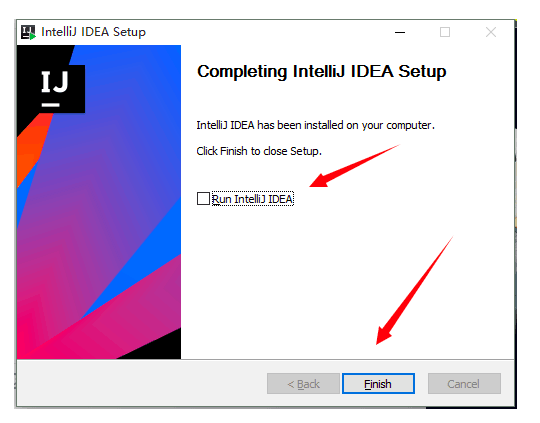 IntelliJ IDEA Setup
IJ
Completing IntelliJ IDEA Setup
IntelliJ IDEA has been installed on your computer.
Click Finish to close Setup.
Run IntelliJ IDEA
< Back
Finish
Cancel